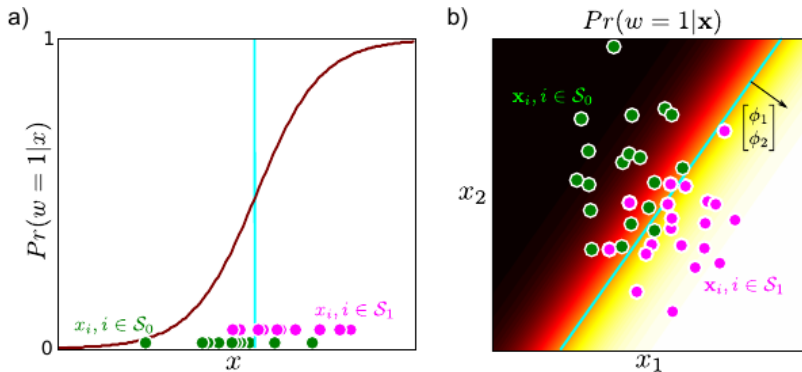 a)
1
Pr(w = 1|x)
x_i, i ∈ S_0
x_i, i ∈ S_1
0
x
b)
Pr(w = 1|𝐱)
𝐱_i, i ∈ S_0
[ϕ_1
ϕ_2]
x_2
𝐱_i, i ∈ S_1
x_1